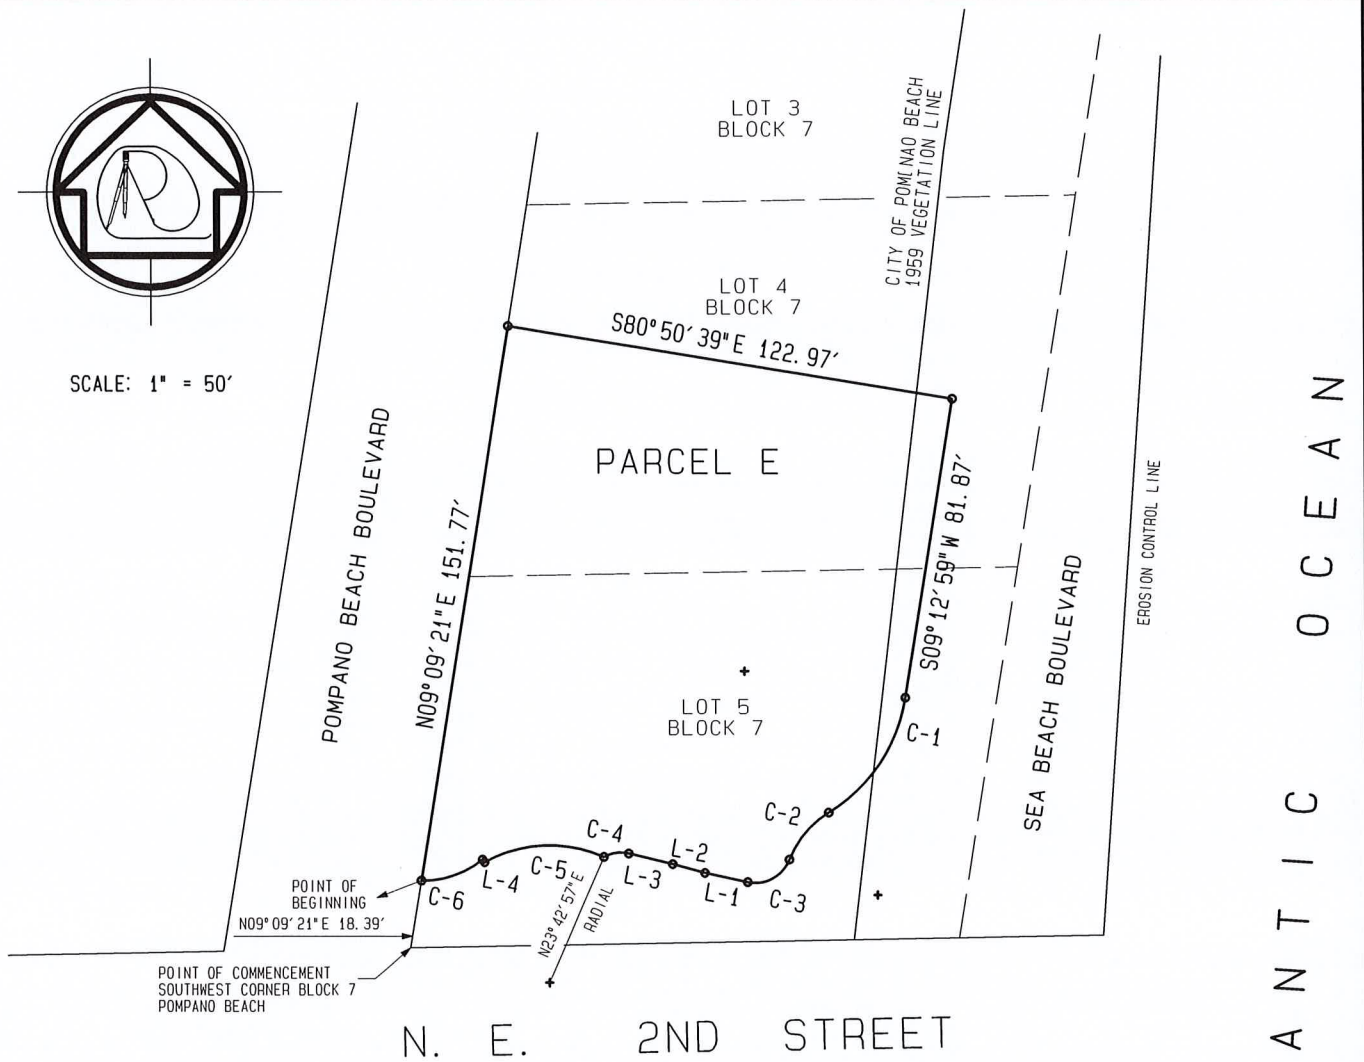 LOT 3
BLOCK 7
CITY OF POMINAO BEACH
1959 VEGETATION LINE
LOT 4
BLOCK 7
S80°50'39"E 122.97'
SCALE: 1" = 50'
PARCEL E
POMPANO BEACH BOULEVARD
N09°09'21"E 151.77'
S09°12'59"W 81.87'
EROSION CONTROL LINE
SEA BEACH BOULEVARD
ANTIC OCEAN
LOT 5
BLOCK 7
C-1
C-2
C-4
L-2
C-5
L-3
L-4
L-1
C-3
C-6
POINT OF
BEGINNING
N09°09'21"E 18.39'
N23°42'57"E
RADIAL
POINT OF COMMENCEMENT
SOUTHWEST CORNER BLOCK 7
POMPANO BEACH
N. E. 2ND STREET